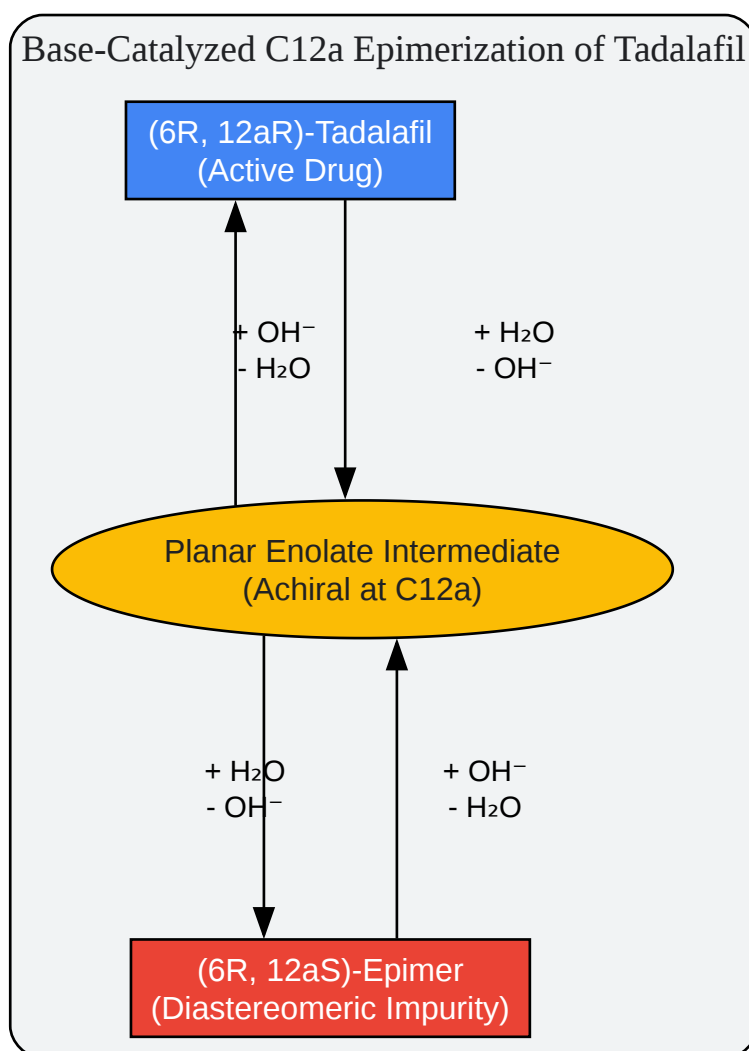 Base-Catalyzed C12a Epimerization of Tadalafil
(6R, 12aR)-Tadalafil
(Active Drug)
+ OH⁻
- H₂O
+ H₂O
- OH⁻
Planar Enolate Intermediate
(Achiral at C12a)
+ H₂O
- OH⁻
+ OH⁻
- H₂O
(6R, 12aS)-Epimer
(Diastereomeric Impurity)